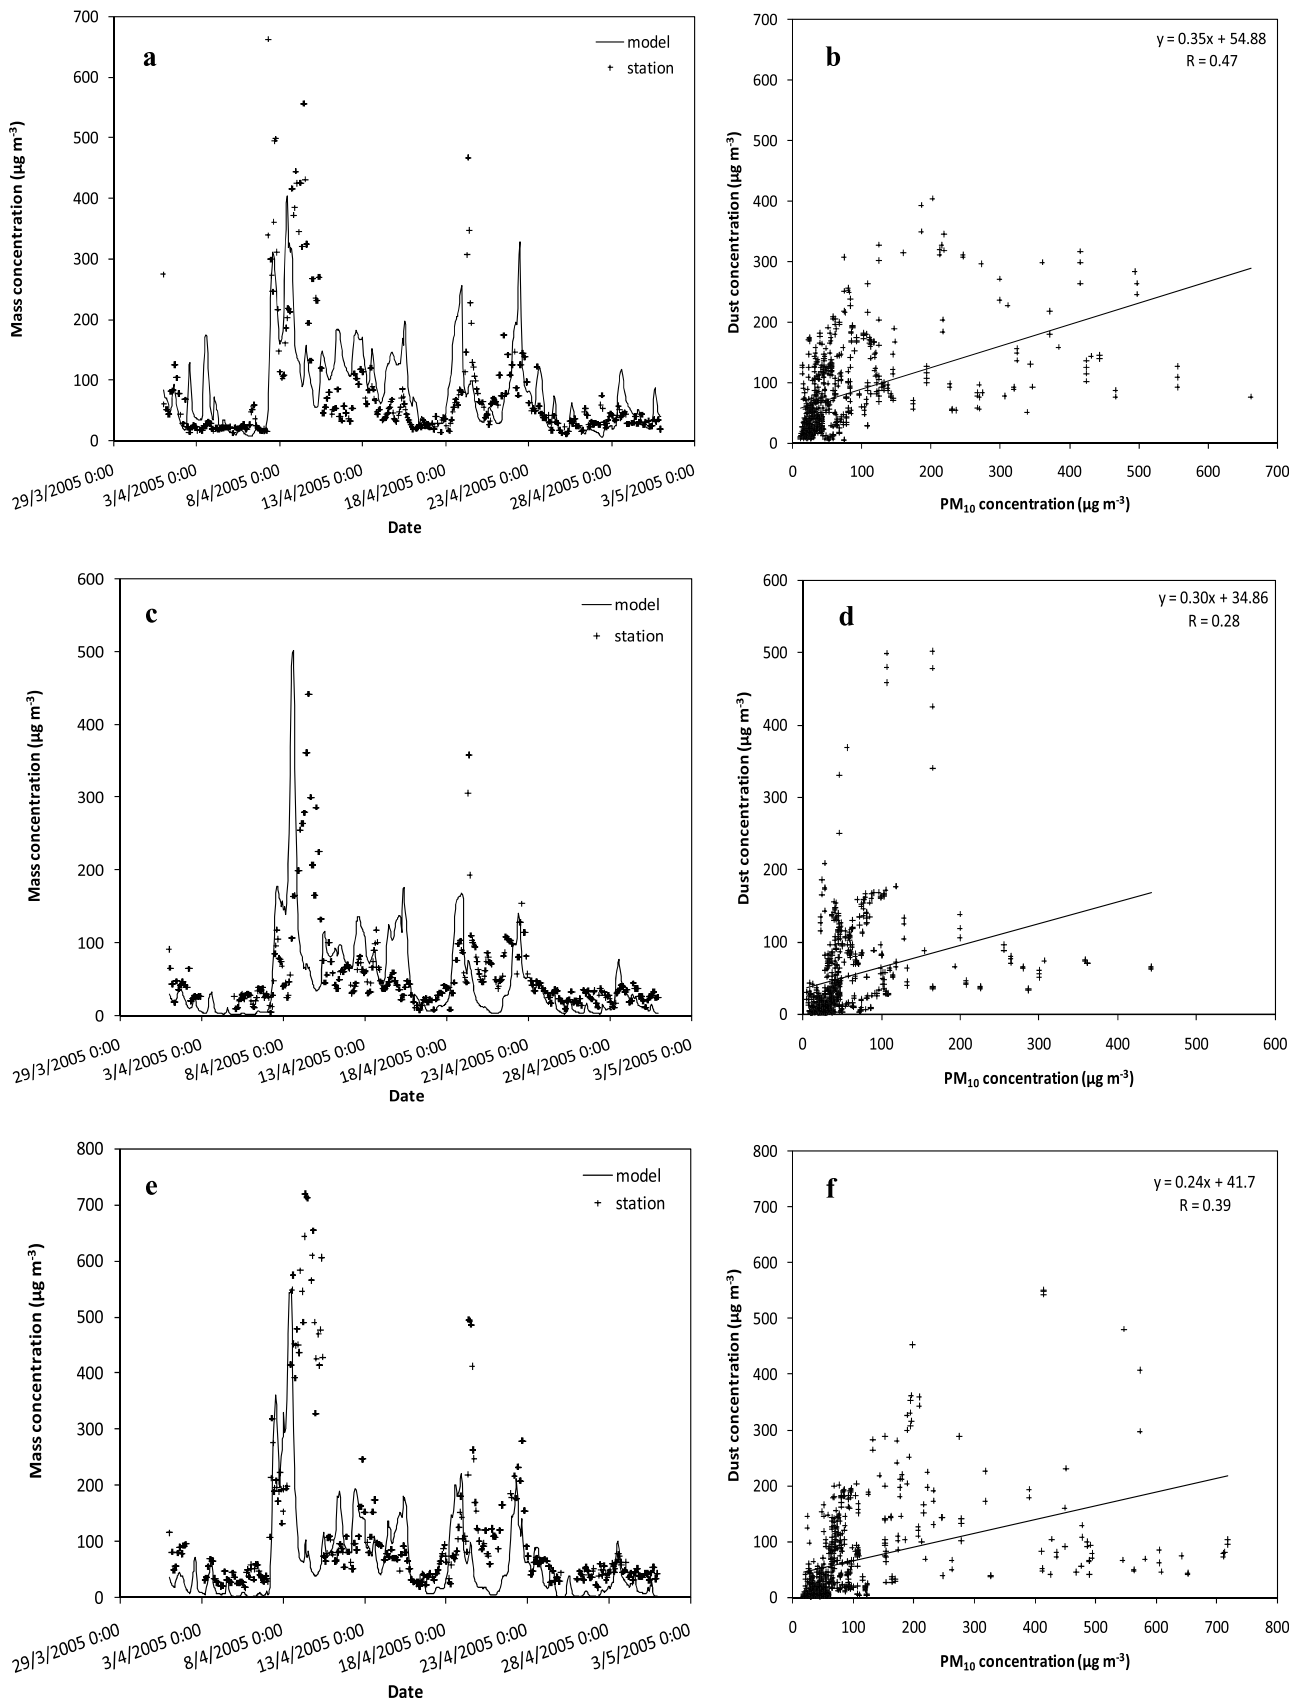 a
model
station
700
600
500
400
300
200
100
0
Mass concentration (µg m-3)
29/3/2005 0:00
3/4/2005 0:00
8/4/2005 0:00
13/4/2005 0:00
18/4/2005 0:00
23/4/2005 0:00
28/4/2005 0:00
3/5/2005 0:00
Date
b
y = 0.35x + 54.88
R = 0.47
700
600
500
400
300
200
100
0
Dust concentration (µg m-3)
0 100 200 300 400 500 600 700
PM10 concentration (µg m-3)
c
model
station
600
500
400
300
200
100
0
Mass concentration (µg m-3)
29/3/2005 0:00
3/4/2005 0:00
8/4/2005 0:00
13/4/2005 0:00
18/4/2005 0:00
23/4/2005 0:00
28/4/2005 0:00
3/5/2005 0:00
Date
d
y = 0.30x + 34.86
R = 0.28
600
500
400
300
200
100
0
Dust concentration (µg m-3)
0 100 200 300 400 500 600
PM10 concentration (µg m-3)
e
model
station
800
700
600
500
400
300
200
100
0
Mass concentration (µg m-3)
29/3/2005 0:00
3/4/2005 0:00
8/4/2005 0:00
13/4/2005 0:00
18/4/2005 0:00
23/4/2005 0:00
28/4/2005 0:00
3/5/2005 0:00
Date
f
y = 0.24x + 41.7
R = 0.39
800
700
600
500
400
300
200
100
0
Dust concentration (µg m-3)
0 100 200 300 400 500 600 700 800
PM10 concentration (µg m-3)